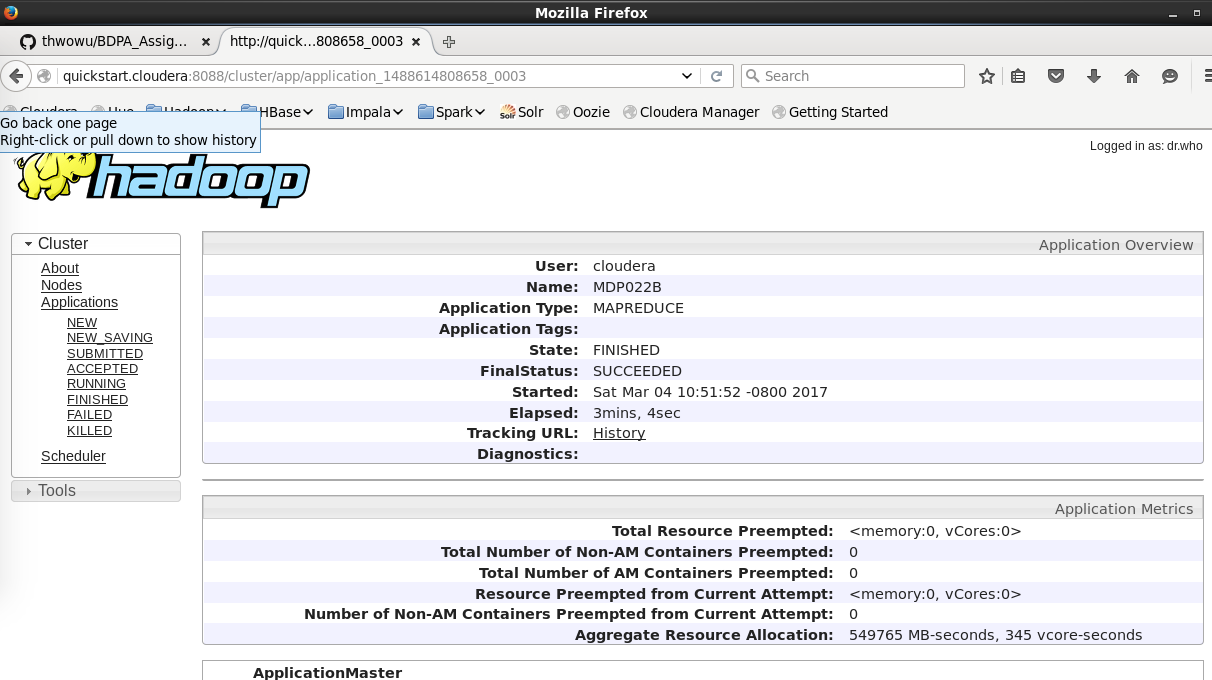 Mozilla Firefox
thwowu/BDPA_Assig... × http://quick...808658_0003 ×
quickstart.cloudera:8088/cluster/app/application_1488614808658_0003 Search
HBase Impala Spark Solr Oozie Cloudera Manager Getting Started
Go back one page
Right-click or pull down to show history
Logged in as: dr.who
hadoop
Cluster
About
Nodes
Applications
NEW
NEW_SAVING
SUBMITTED
ACCEPTED
RUNNING
FINISHED
FAILED
KILLED
Scheduler
Tools
Application Overview
User: cloudera
Name: MDP022B
Application Type: MAPREDUCE
Application Tags:
State: FINISHED
FinalStatus: SUCCEEDED
Started: Sat Mar 04 10:51:52 -0800 2017
Elapsed: 3mins, 4sec
Tracking URL: History
Diagnostics:
Application Metrics
Total Resource Preempted: <memory:0, vCores:0>
Total Number of Non-AM Containers Preempted: 0
Total Number of AM Containers Preempted: 0
Resource Preempted from Current Attempt: <memory:0, vCores:0>
Number of Non-AM Containers Preempted from Current Attempt: 0
Aggregate Resource Allocation: 549765 MB-seconds, 345 vcore-seconds
ApplicationMaster